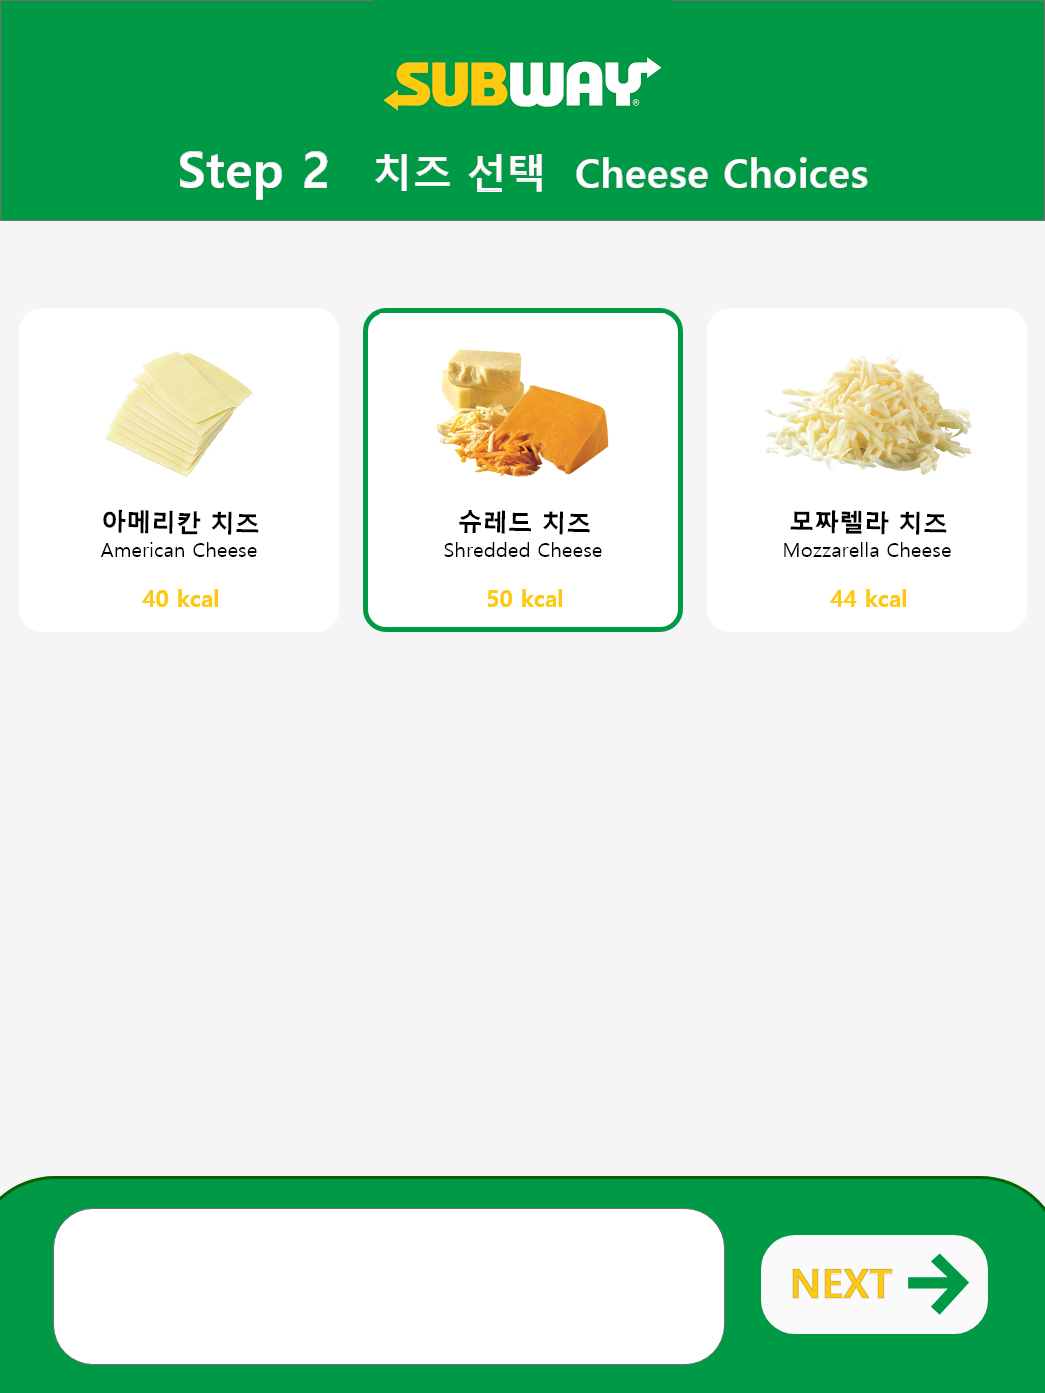 SUBWAY®
Step 2 치즈 선택 Cheese Choices
아메리칸 치즈
American Cheese
40 kcal
슈레드 치즈
Shredded Cheese
50 kcal
모짜렐라 치즈
Mozzarella Cheese
44 kcal
NEXT